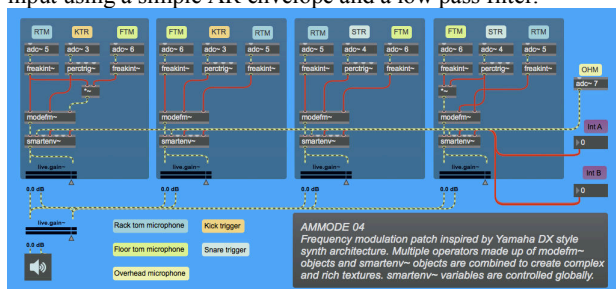 input using a simple AR envelope and a low pass filter.
RTM KTR FTM FTM KTR RTM RTM STR FTM FTM STR RTM
adc~ 5 adc~ 3 adc~ 6 adc~ 6 adc~ 3 adc~ 5 adc~ 5 adc~ 4 adc~ 6 adc~ 6 adc~ 4 adc~ 5
OHM
freakint~ perctrig~ freakint~ freakint~ perctrig~ freakint~ freakint~ perctrig~ freakint~ freakint~ perctrig~ freakint~
adc~ 7
*~ *~
modefm~ modefm~ modefm~ modefm~
Int A
smartenv~ smartenv~ smartenv~ smartenv~
0
live.gain~ live.gain~ live.gain~ live.gain~
Int B
0.0 dB 0.0 dB 0.0 dB 0.0 dB
0
live.gain~
Rack tom microphone Kick trigger
0.0 dB
Floor tom microphone Snare trigger
Overhead microphone
AMMODE 04
Frequency modulation patch inspired by Yamaha DX style
synth architecture. Multiple operators made up of modefm~
objects and smartenv~ objects are combined to create complex
and rich textures. smartenv~ variables are controlled globally.